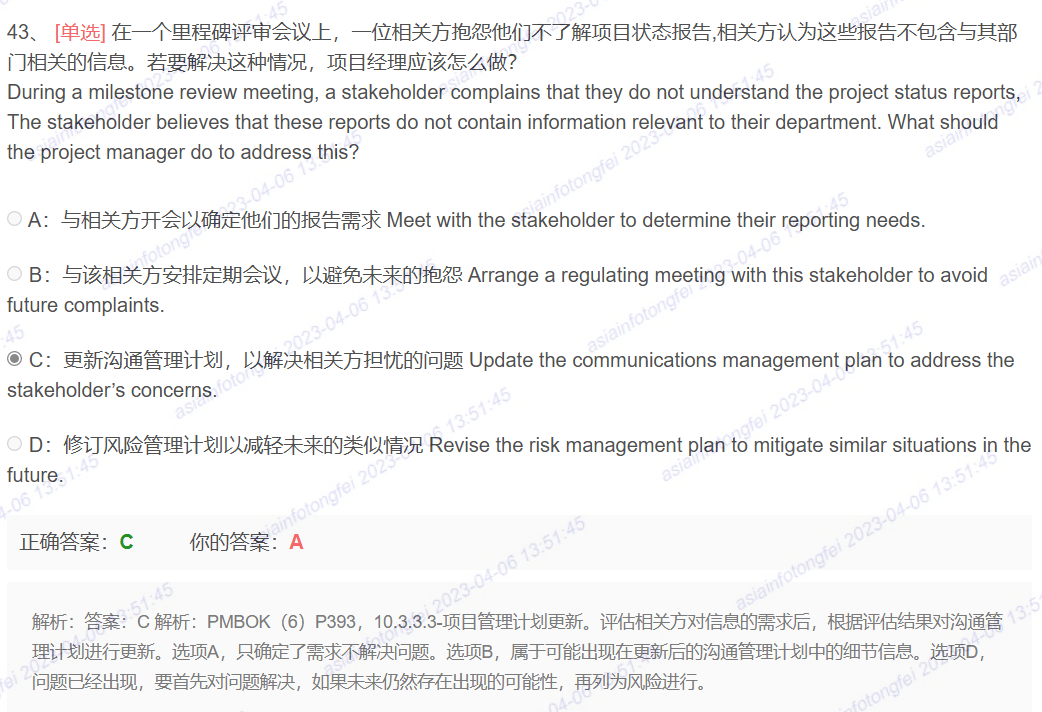 43、 [单选] 在一个里程碑评审会议上，一位相关方抱怨他们不了解项目状态报告,相关方认为这些报告不包含与其部
门相关的信息。若要解决这种情况，项目经理应该怎么做?
During a milestone review meeting, a stakeholder complains that they do not understand the project status reports,
The stakeholder believes that these reports do not contain information relevant to their department. What should
the project manager do to address this?
A：与相关方开会以确定他们的报告需求 Meet with the stakeholder to determine their reporting needs.
B：与该相关方安排定期会议，以避免未来的抱怨 Arrange a regulating meeting with this stakeholder to avoid
future complaints.
C：更新沟通管理计划，以解决相关方担忧的问题 Update the communications management plan to address the
stakeholder’s concerns.
D：修订风险管理计划以减轻未来的类似情况 Revise the risk management plan to mitigate similar situations in the
future.
正确答案：C 你的答案：A
解析：答案：C 解析：PMBOK（6）P393，10.3.3.3-项目管理计划更新。评估相关方对信息的需求后，根据评估结果对沟通管
理计划进行更新。选项A，只确定了需求不解决问题。选项B，属于可能出现在更新后的沟通管理计划中的细节信息。选项D，
问题已经出现，要首先对问题解决，如果未来仍然存在出现的可能性，再列为风险进行。
asiainfotongfei 2023-04-06 13:51:45